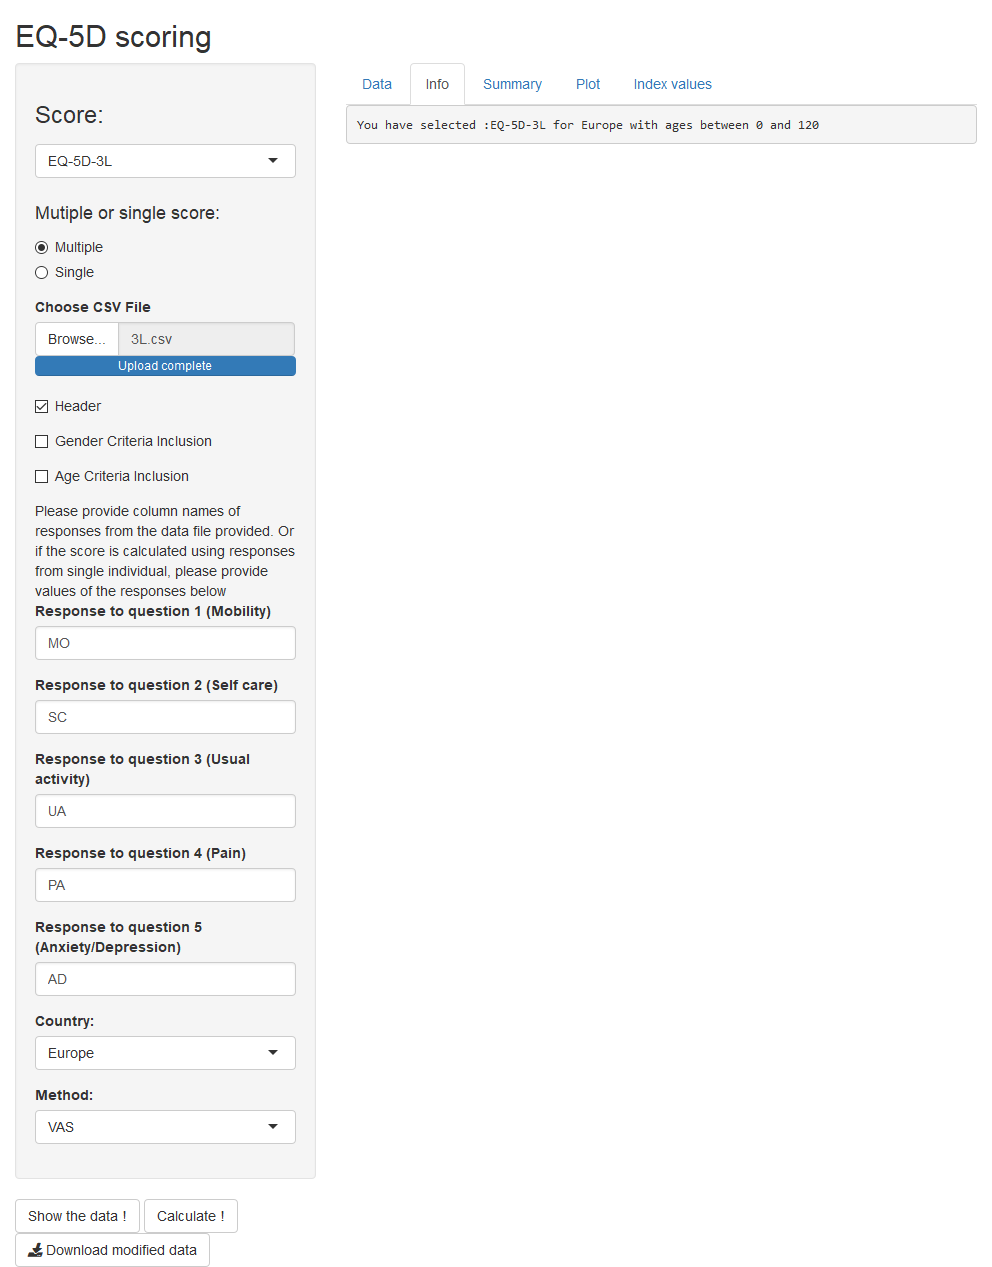 EQ-5D scoring
Score:
EQ-5D-3L
Mutiple or single score:
Multiple
Single
Choose CSV File
Browse... 3L.csv
Upload complete
Header
Gender Criteria Inclusion
Age Criteria Inclusion
Please provide column names of
responses from the data file provided. Or
if the score is calculated using responses
from single individual, please provide
values of the responses below
Response to question 1 (Mobility)
MO
Response to question 2 (Self care)
SC
Response to question 3 (Usual
activity)
UA
Response to question 4 (Pain)
PA
Response to question 5
(Anxiety/Depression)
AD
Country:
Europe
Method:
VAS
Show the data ! Calculate !
Download modified data
Data Info Summary Plot Index values
You have selected :EQ-5D-3L for Europe with ages between 0 and 120